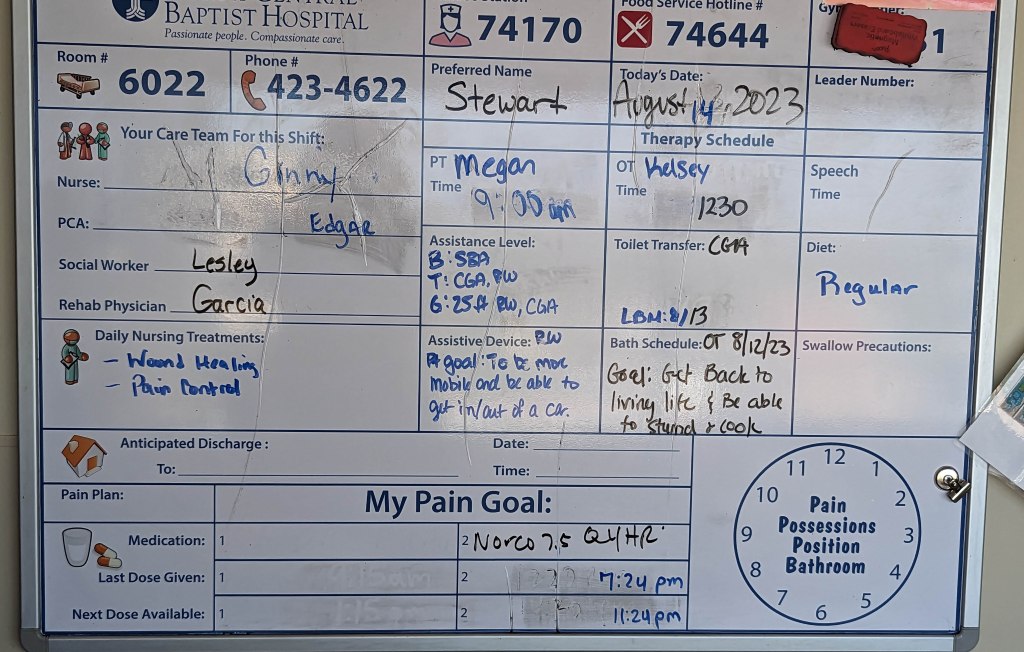 BAPTIST HOSPITAL
Passionate people. Compassionate care.
74170
Food Service Hotline #
74644
1
Room #
6022
Phone #
423-4622
Preferred Name
Stewart
Today's Date:
August 14, 2023
Leader Number:
Your Care Team For this Shift:
Therapy Schedule
Nurse: Ginny
PCA: Edgar
Social Worker Lesley
Rehab Physician Garcia
PT Megan
Time 9:00 am
OT Kelsey
Time 1230
Speech
Time
Assistance Level:
B: SBA
T: CGA, RW
G: 25ft RW, CGA
Toilet Transfer: CGA
LBM: 8/13
Diet:
Regular
Daily Nursing Treatments:
- Wound Healing
- Pain Control
Assistive Device: RW
Pt goal: To be more
mobile and be able to
get in/out of a car.
Bath Schedule: OT 8/12/23
Goal: Get Back to
living life & Be able
to stand & cook
Swallow Precautions:
Anticipated Discharge:
Date:
To:
Time:
Pain Plan:
My Pain Goal:
Medication: 1
2 Norco 7.5 Q4/HR
Last Dose Given: 1
2 7:24 pm
Next Dose Available: 1
2 11:24 pm
12
11 1
10 2
9 3
8 4
7 5
6
Pain
Possessions
Position
Bathroom